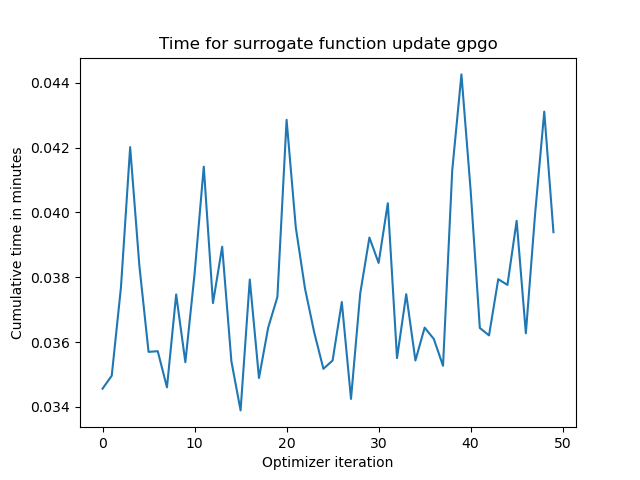 Time for surrogate function update gpgo
Cumulative time in minutes
0.044
0.042
0.040
0.038
0.036
0.034
0 10 20 30 40 50
Optimizer iteration